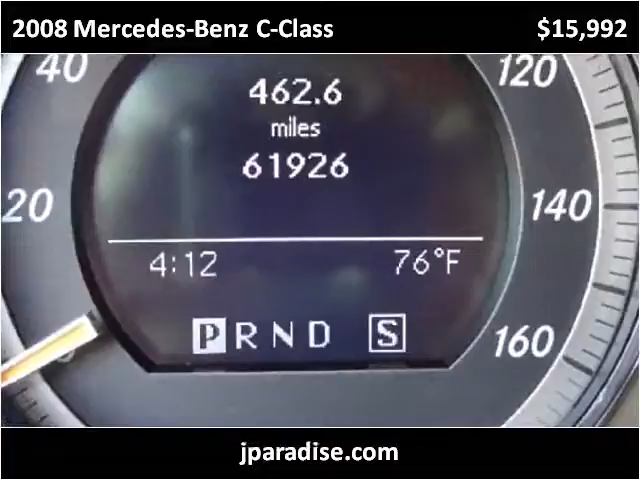 2008 Mercedes-Benz C-Class $15,992
40 462.6 120
miles
61926
20 140
4:12 76°F
P R N D S 160
jparadise.com